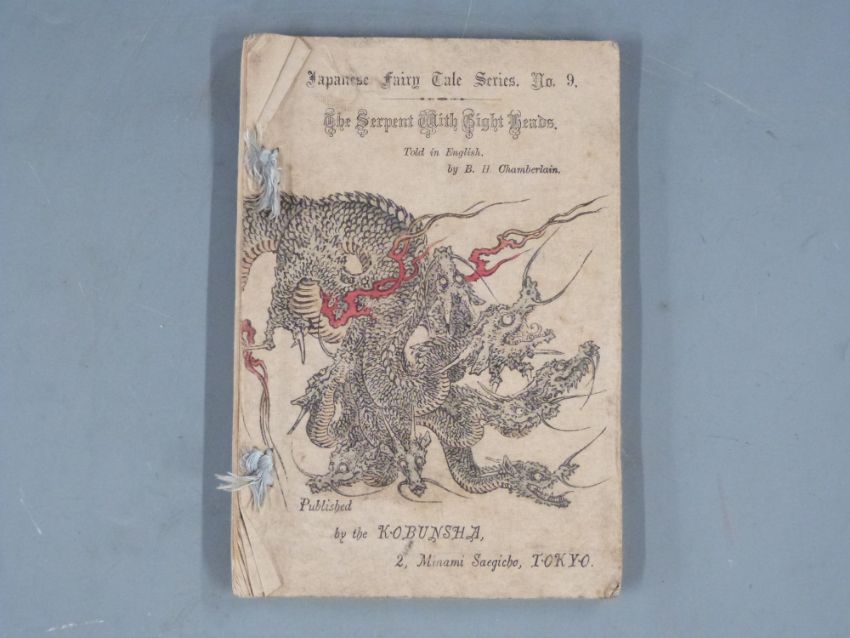 Japanese Fairy Tale Series. No. 9.
The Serpent With Eight Heads.
Told in English.
by B. H. Chamberlain.
Published
by the KOBUNSHA,
2, Minami Saegicho, TOKYO.